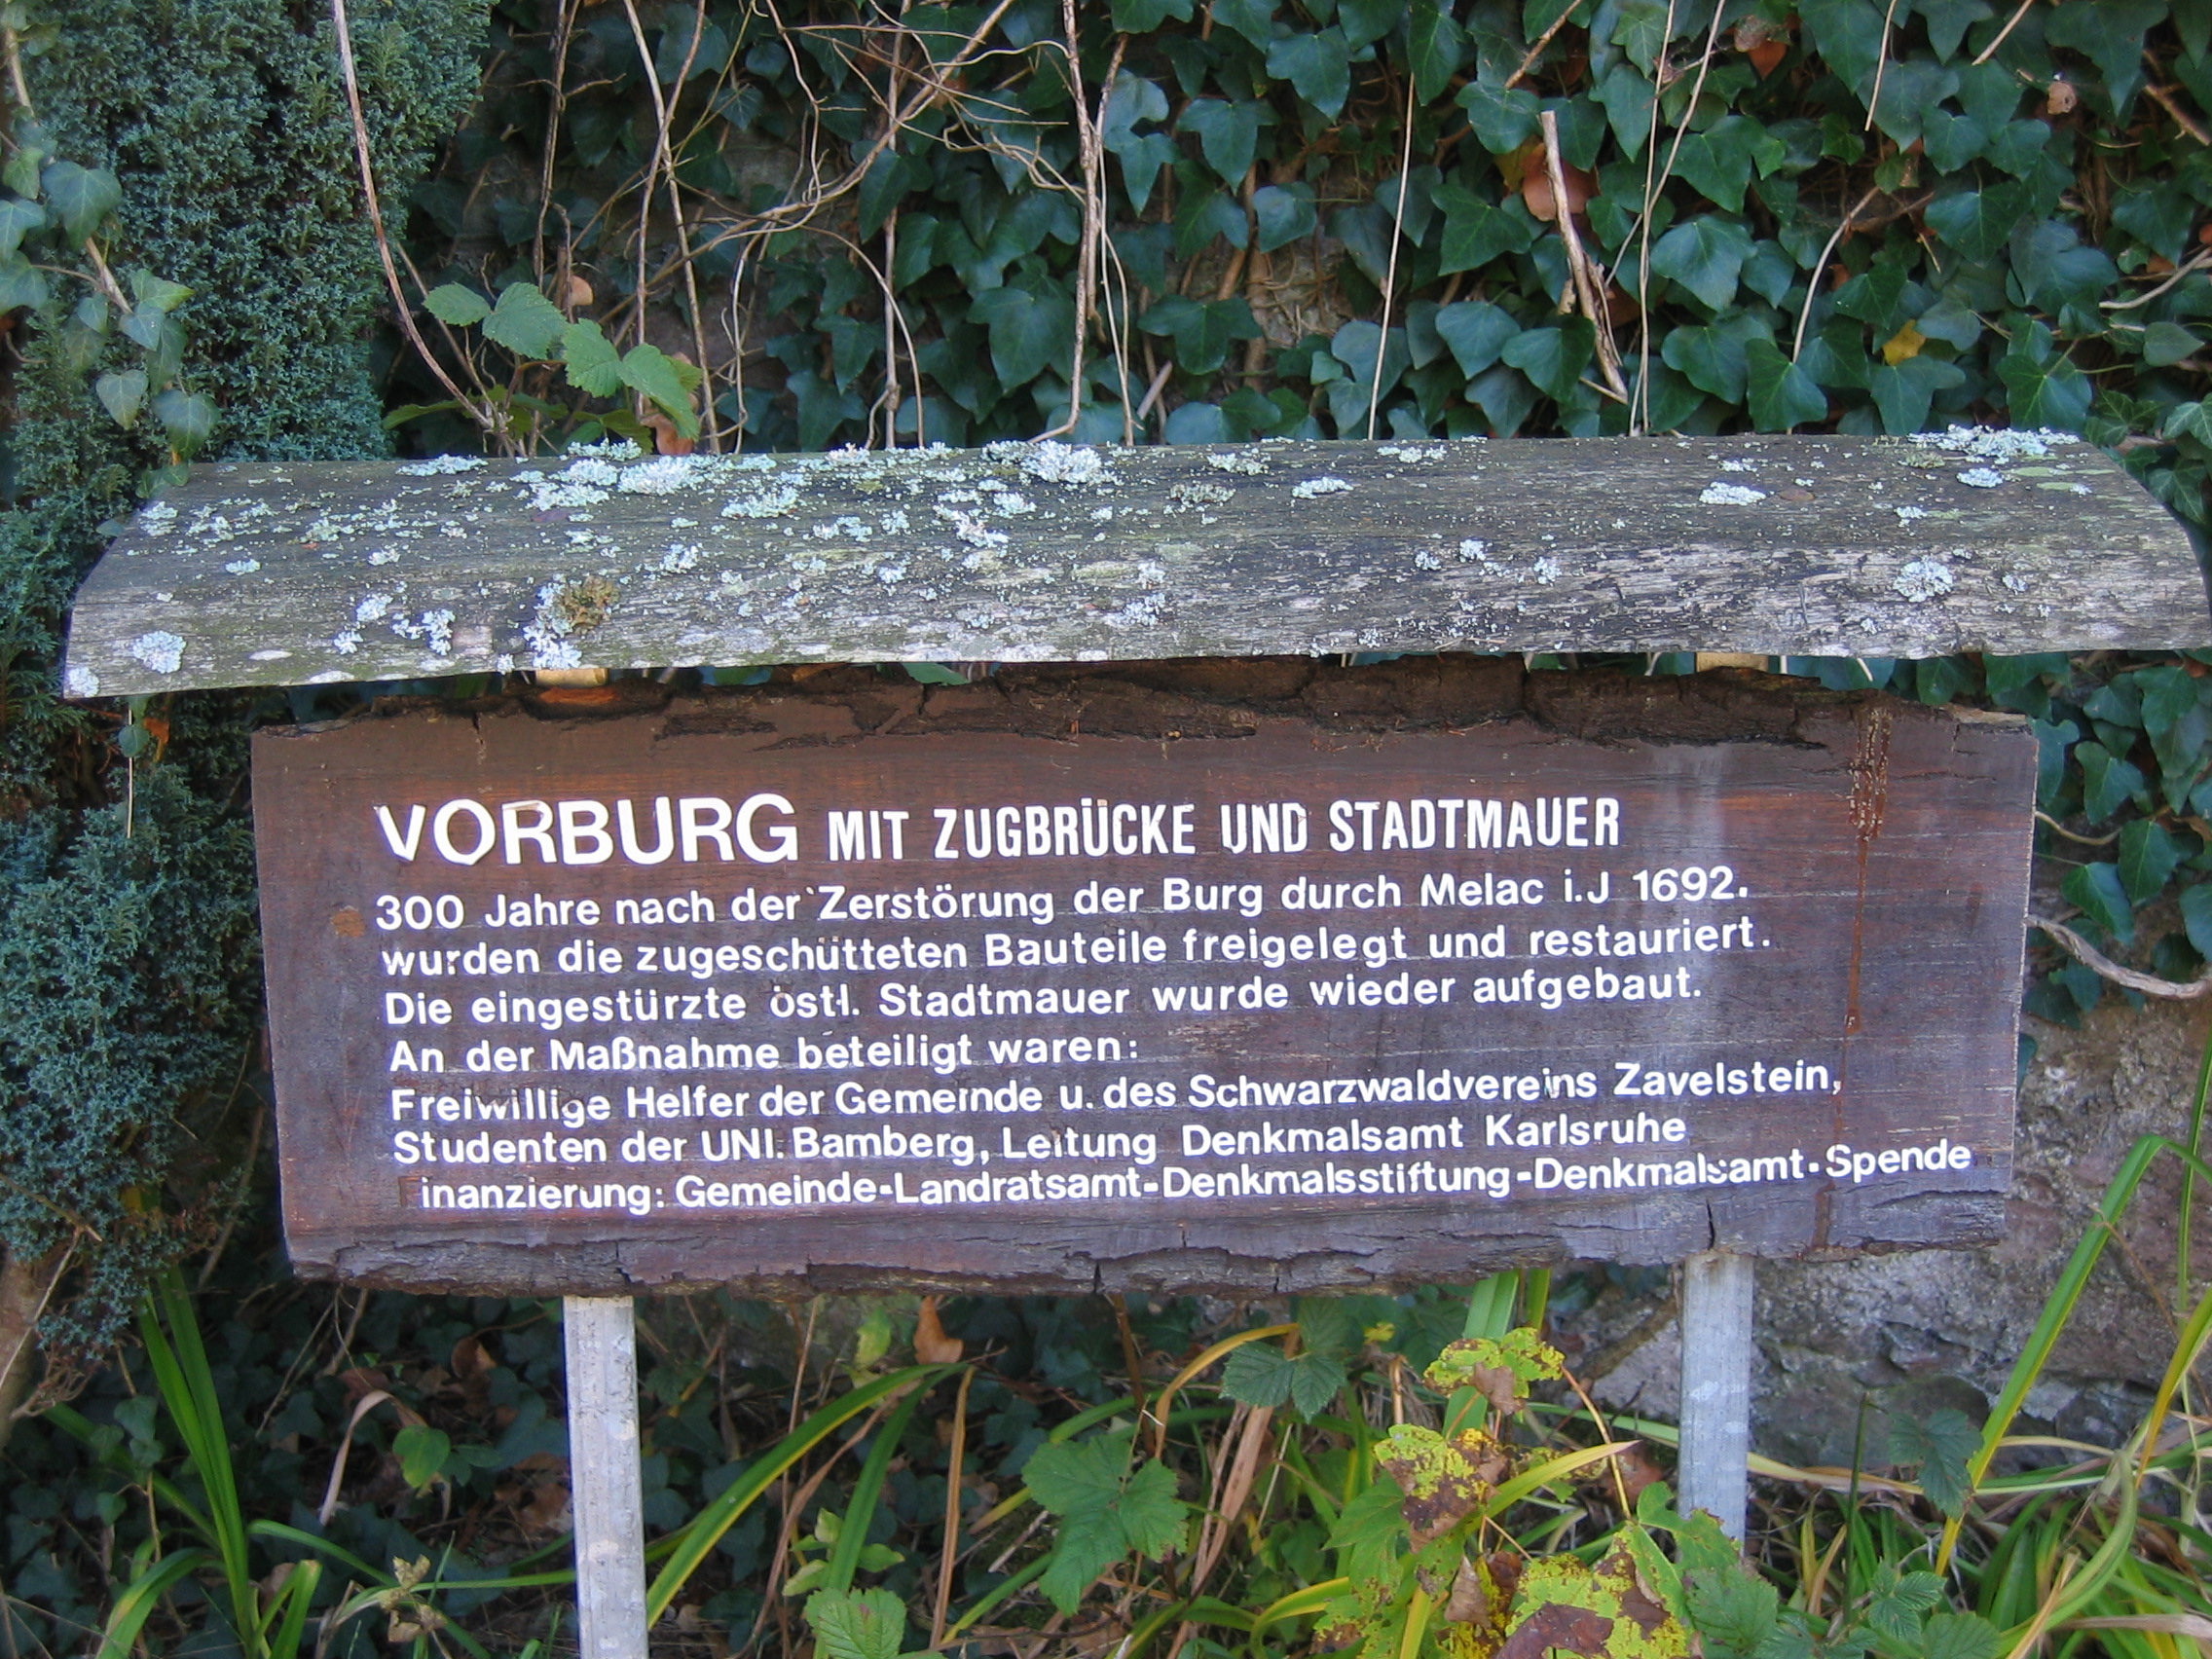 VORBURG MIT ZUGBRÜCKE UND STADTMAUER
300 Jahre nach der Zerstörung der Burg durch Melac i.J 1692.
wurden die zugeschütteten Bauteile freigelegt und restauriert.
Die eingestürzte östl. Stadtmauer wurde wieder aufgebaut.
An der Maßnahme beteiligt waren:
Freiwillige Helfer der Gemeinde u. des Schwarzwaldvereins Zavelstein,
Studenten der UNI. Bamberg, Leitung Denkmalsamt Karlsruhe
inanzierung: Gemeinde-Landratsamt-Denkmalsstiftung-Denkmalsamt-Spende